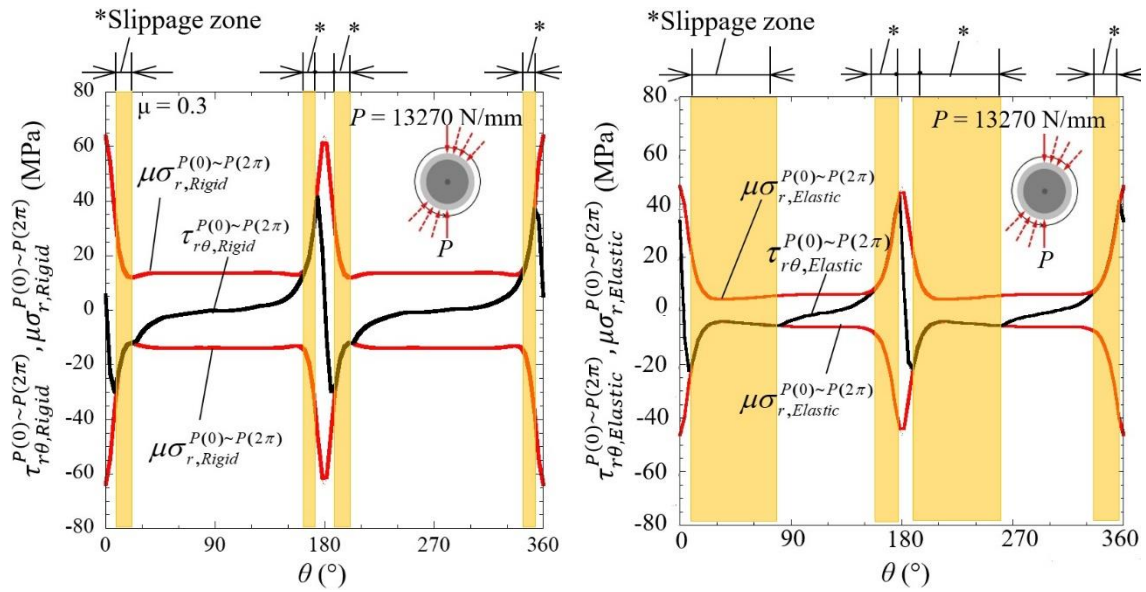 *Slippage zone * * *
μ = 0.3
P = 13270 N/mm
μσ_{r,Rigid}^{P(0)~P(2π)}
τ_{rθ,Rigid}^{P(0)~P(2π)}
P
μσ_{r,Rigid}^{P(0)~P(2π)}
τ_{rθ,Rigid}^{P(0)~P(2π)}, μσ_{r,Rigid}^{P(0)~P(2π)} (MPa)
80
60
40
20
0
-20
-40
-60
-80
0 90 180 270 360
θ (°)
*Slippage zone * * *
P = 13270 N/mm
μσ_{r,Elastic}^{P(0)~P(2π)}
τ_{rθ,Elastic}^{P(0)~P(2π)}
P
μσ_{r,Elastic}^{P(0)~P(2π)}
τ_{rθ,Elastic}^{P(0)~P(2π)}, μσ_{r,Elastic}^{P(0)~P(2π)} (MPa)
80
60
40
20
0
-20
-40
-60
-80
0 90 180 270 360
θ (°)